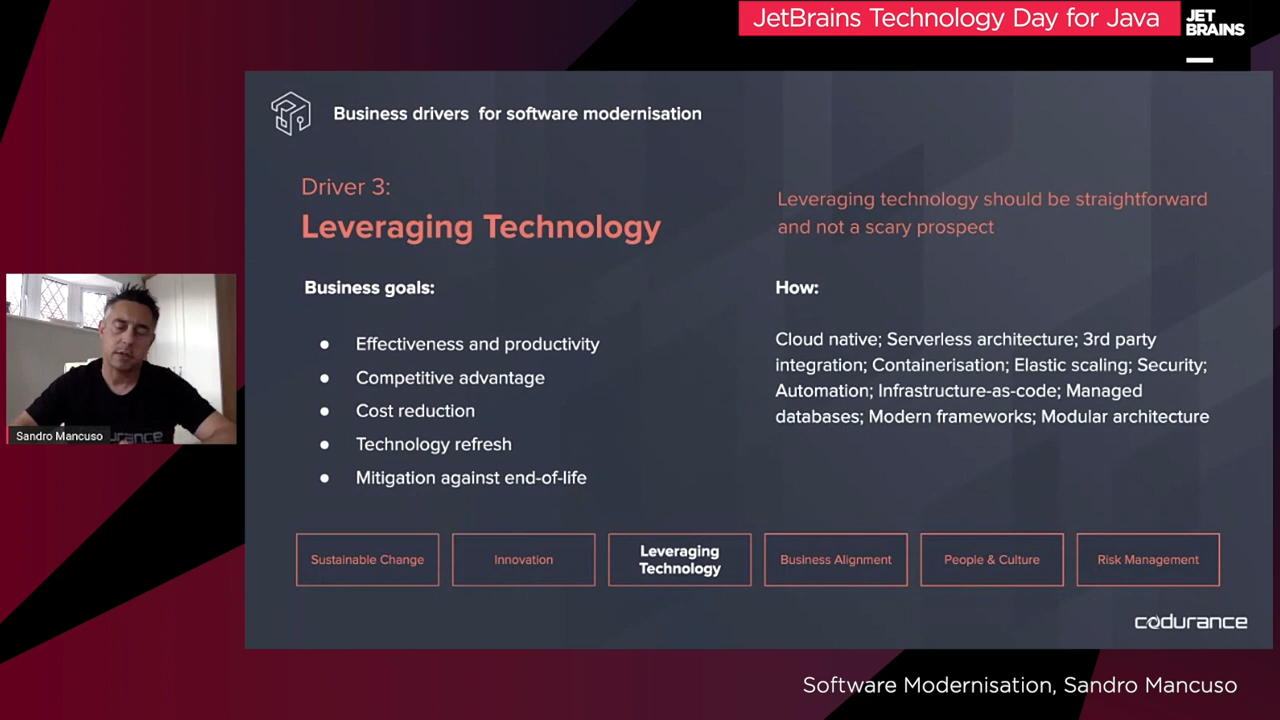 JetBrains Technology Day for Java
JET
BRAINS
Business drivers for software modernisation
Driver 3:
Leveraging Technology
Leveraging technology should be straightforward
and not a scary prospect
Business goals:
How:
• Effectiveness and productivity
• Competitive advantage
• Cost reduction
• Technology refresh
• Mitigation against end-of-life
Cloud native; Serverless architecture; 3rd party
integration; Containerisation; Elastic scaling; Security;
Automation; Infrastructure-as-code; Managed
databases; Modern frameworks; Modular architecture
Sandro Mancuso
Sustainable Change
Innovation
Leveraging
Technology
Business Alignment
People & Culture
Risk Management
codurance
Software Modernisation, Sandro Mancuso